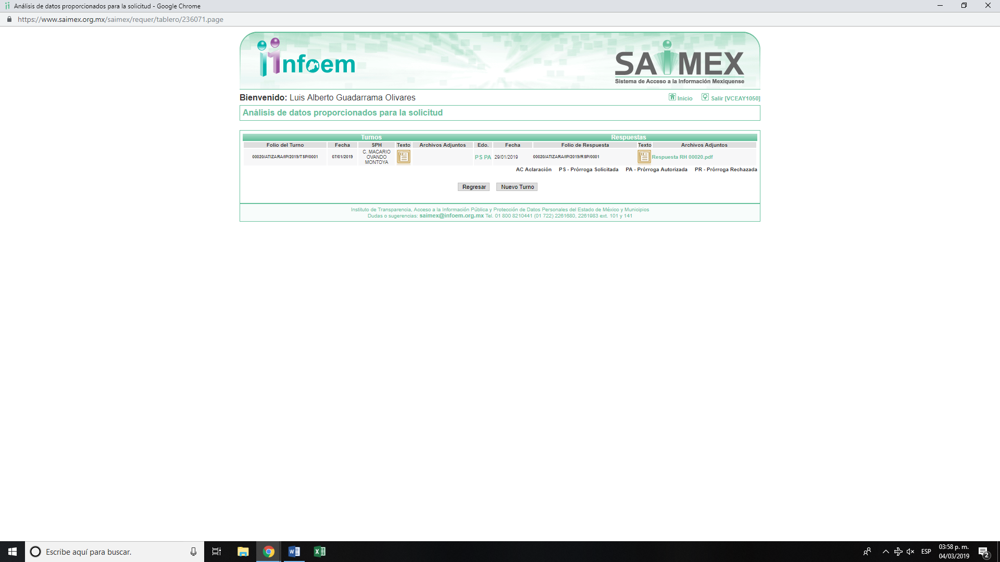 Análisis de datos proporcionados para la solicitud - Google Chrome
https://www.saimex.org.mx/saimex/requer/tablero/236071.page
infoem
SAIMEX
Sistema de Acceso a la Información Mexiquense
Bienvenido: Luis Alberto Guadarrama Olivares
Inicio Salir [VCEAY1050]
Análisis de datos proporcionados para la solicitud
Turnos Respuestas
Folio del Turno Fecha SPH Texto Archivos Adjuntos Edo. Fecha Folio de Respuesta Texto Archivos Adjuntos
00020/ATIZARA/IP/2019/TSP/0001 07/01/2019 C. MACARIO OVANDO MONTOYA PS PA 29/01/2019 00020/ATIZARA/IP/2019/RSP/0001 Respuesta RH 00020.pdf
AC Aclaración PS - Prórroga Solicitada PA - Prórroga Autorizada PR - Prórroga Rechazada
Regresar Nuevo Turno
Instituto de Transparencia, Acceso a la Información Pública y Protección de Datos Personales del Estado de México y Municipios
Dudas o sugerencias: saimex@infoem.org.mx Tel. 01 800 8210441 (01 722) 2261680, 2261983 ext. 101 y 141
Escribe aquí para buscar.
ESP
03:58 p. m.
04/03/2019
2